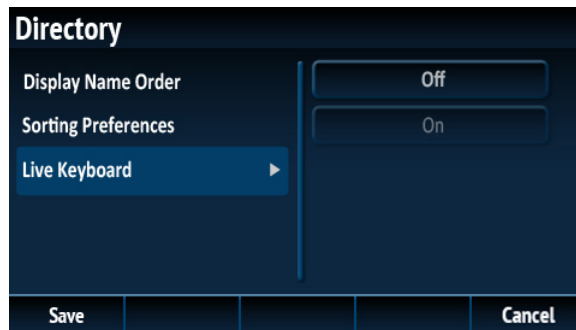 Directory
Display Name Order
Off
Sorting Preferences
On
Live Keyboard
Save
Cancel